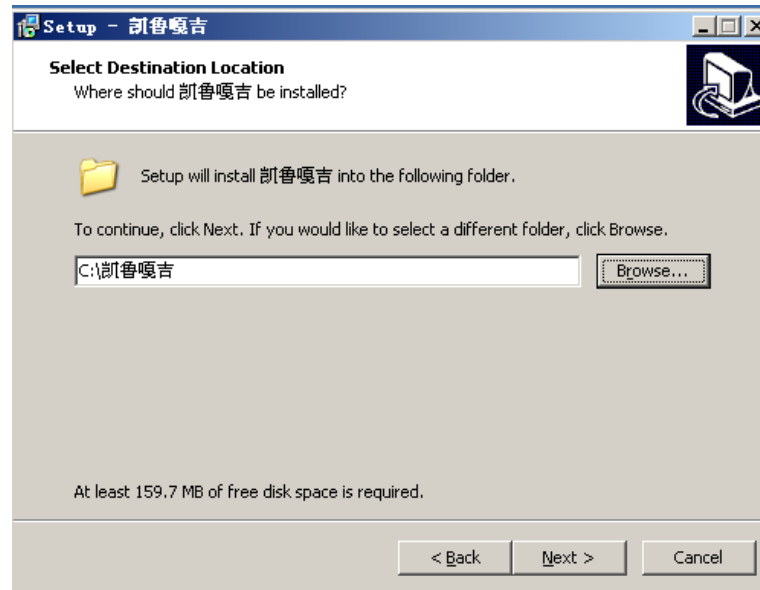 Setup - 凯鲁嘎吉
Select Destination Location
Where should 凯鲁嘎吉 be installed?
Setup will install 凯鲁嘎吉 into the following folder.
To continue, click Next. If you would like to select a different folder, click Browse.
C:\凯鲁嘎吉
Browse...
At least 159.7 MB of free disk space is required.
< Back
Next >
Cancel